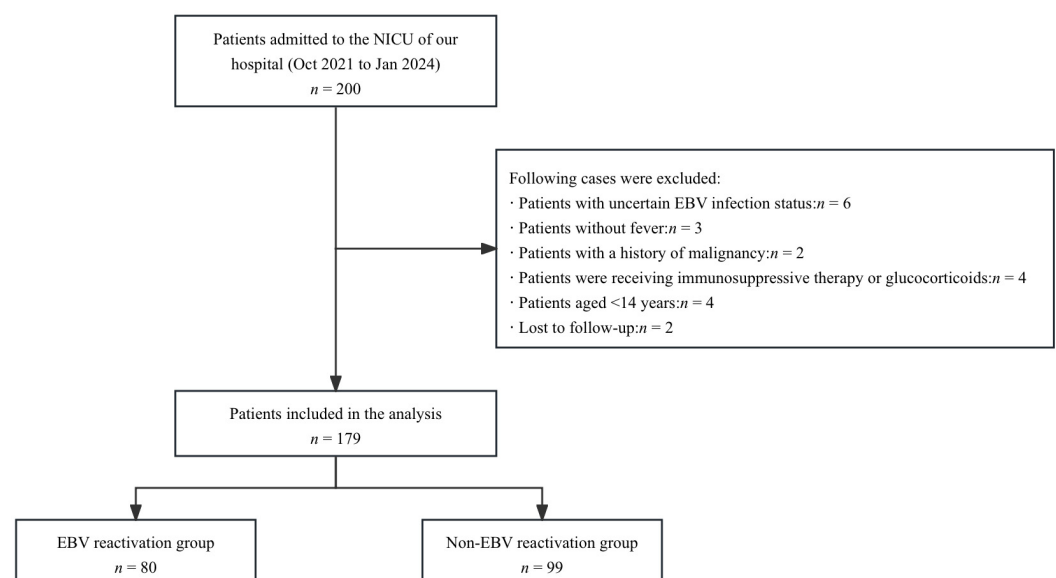 Patients admitted to the NICU of our
hospital (Oct 2021 to Jan 2024)
n = 200
Following cases were excluded:
· Patients with uncertain EBV infection status:n = 6
· Patients without fever:n = 3
· Patients with a history of malignancy:n = 2
· Patients were receiving immunosuppressive therapy or glucocorticoids:n = 4
· Patients aged <14 years:n = 4
· Lost to follow-up:n = 2
Patients included in the analysis
n = 179
EBV reactivation group
n = 80
Non-EBV reactivation group
n = 99